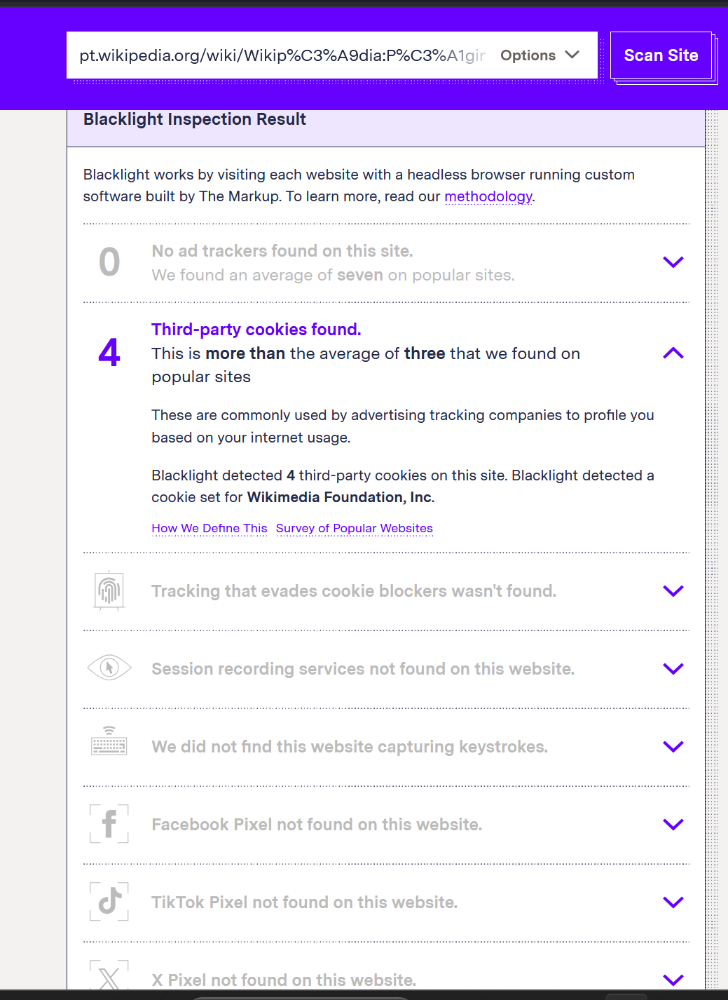 pt.wikipedia.org/wiki/Wikip%C3%A9dia:P%C3%A1gir
Options
Scan Site
Blacklight Inspection Result
Blacklight works by visiting each website with a headless browser running custom
software built by The Markup. To learn more, read our methodology.
0
No ad trackers found on this site.
We found an average of seven on popular sites.
4
Third-party cookies found.
This is more than the average of three that we found on
popular sites
These are commonly used by advertising tracking companies to profile you
based on your internet usage.
Blacklight detected 4 third-party cookies on this site. Blacklight detected a
cookie set for Wikimedia Foundation, Inc.
How We Define This Survey of Popular Websites
Tracking that evades cookie blockers wasn't found.
Session recording services not found on this website.
We did not find this website capturing keystrokes.
Facebook Pixel not found on this website.
TikTok Pixel not found on this website.
X Pixel not found on this website.